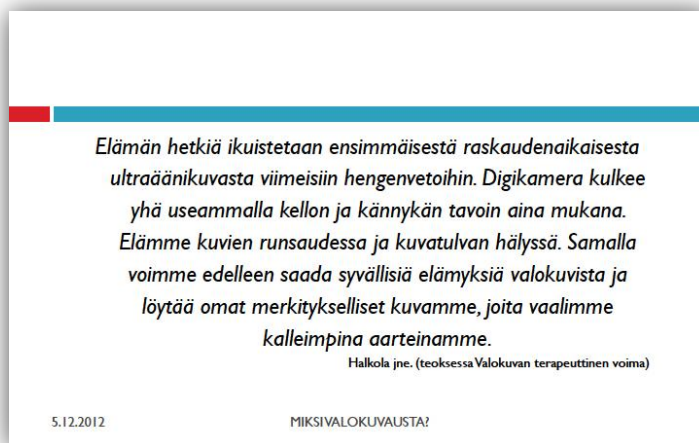 Elämän hetkiä ikuistetaan ensimmäisestä raskaudenaikaisesta
ultraäänikuvasta viimeisiin hengenvetoihin. Digikamera kulkee
yhä useammalla kellon ja kännykän tavoin aina mukana.
Elämme kuvien runsaudessa ja kuvatulvan hälyssä. Samalla
voimme edelleen saada syvällisiä elämyksiä valokuvista ja
löytää omat merkitykselliset kuvamme, joita vaalimme
kalleimpina aarteinamme.
Halkola jne. (teoksessa Valokuvan terapeuttinen voima)
5.12.2012 MIKSI VALOKUVAUSTA?